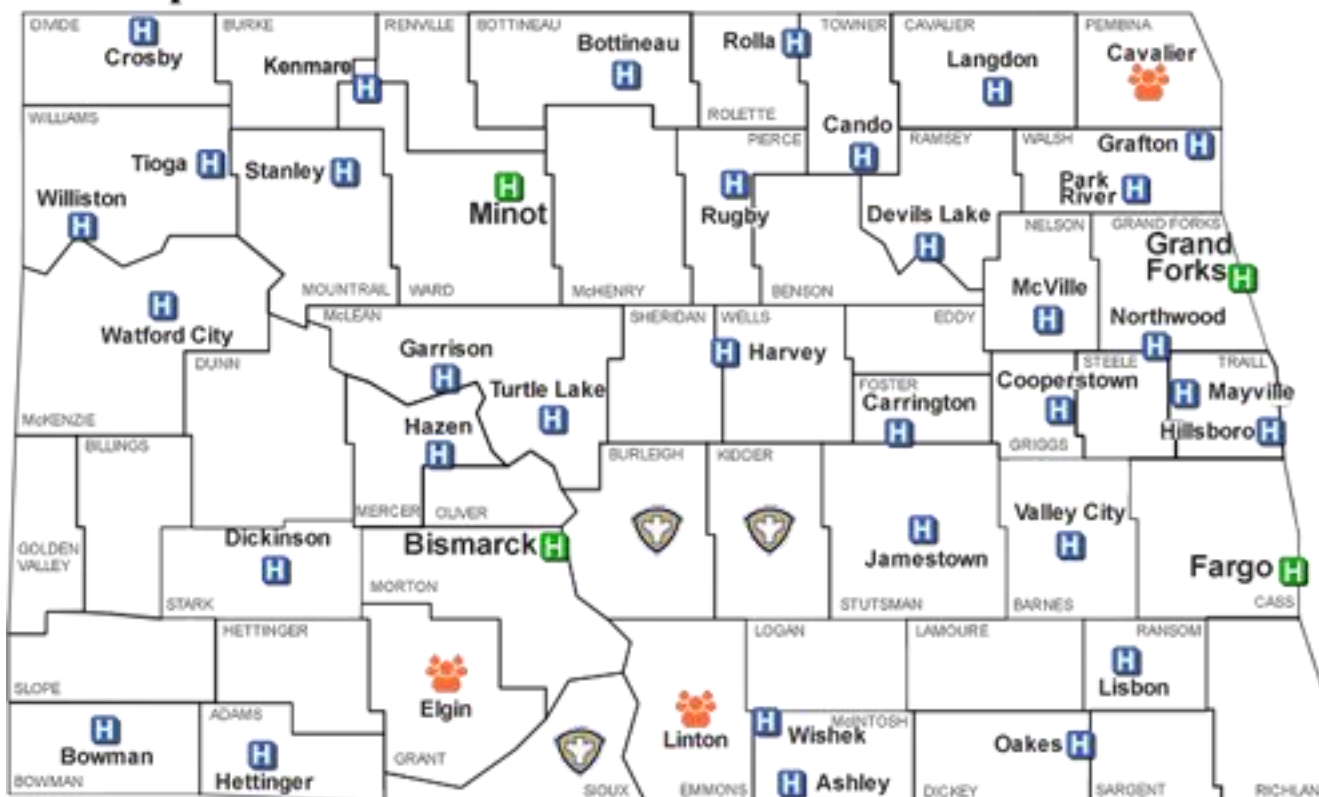 DIVIDE
BURKE
RENVILLE
BOTTINEAU
TOWNER
CAVALIER
PEMBINA
H
Crosby
Kenmare
H
Bottineau
H
Rolla H
Langdon
H
Cavalier
ROLETTE
WILLIAMS
Cando
H
PIERCE
RAMSEY
WALSH
Grafton H
Tioga H
Stanley H
H
Minot
H
Rugby
Park
River H
Williston
H
Devils Lake
H
NELSON
GRAND FORKS
Grand
Forks H
MOUNTRAIL
WARD
McHENRY
BENSON
McVille
H
H
Watford City
McLEAN
SHERIDAN
WELLS
EDDY
Northwood
H
Garrison
H
H Harvey
DUNN
STEELE
TRAILL
Turtle Lake
H
FOSTER
Carrington
H
Cooperstown
H
H Mayville
McKENZIE
Hazen
H
Hillsboro H
GRIGGS
BILLINGS
BURLEIGH
KIDDER
MERCER
OLIVER
Valley City
H
GOLDEN
VALLEY
Dickinson
H
Bismarck H
H
Jamestown
Fargo H
MORTON
STARK
STUTSMAN
BARNES
CASS
HETTINGER
LOGAN
LAMOURE
RANSOM
H
Lisbon
SLOPE
Elgin
ADAMS
H
Bowman
H
Hettinger
Linton
McINTOSH
H Wishek
Oakes H
GRANT
BOWMAN
SIOUX
EMMONS
H Ashley
DICKEY
SARGENT
RICHLAN